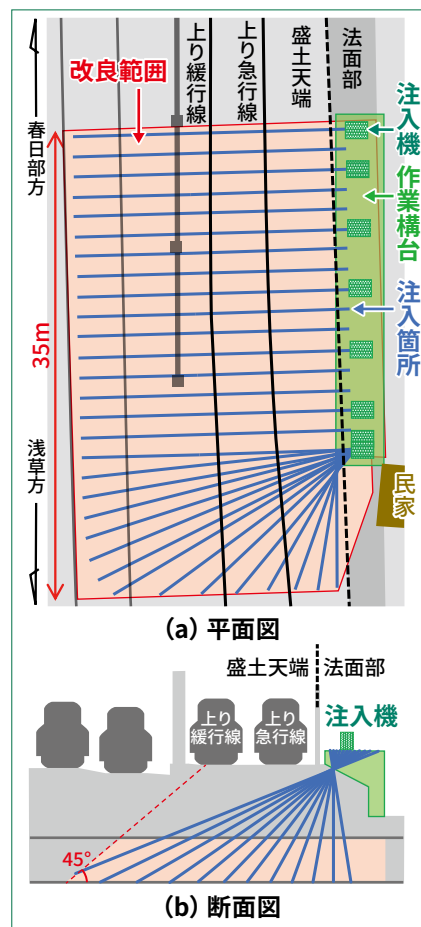 改良範囲
上り緩行線
上り急行線
盛土天端
法面部
注入機
作業構台
注入箇所
春日部方
35m
浅草方
民家
(a) 平面図
盛土天端
法面部
注入機
上り
緩行線
上り
急行線
45°
(b) 断面図